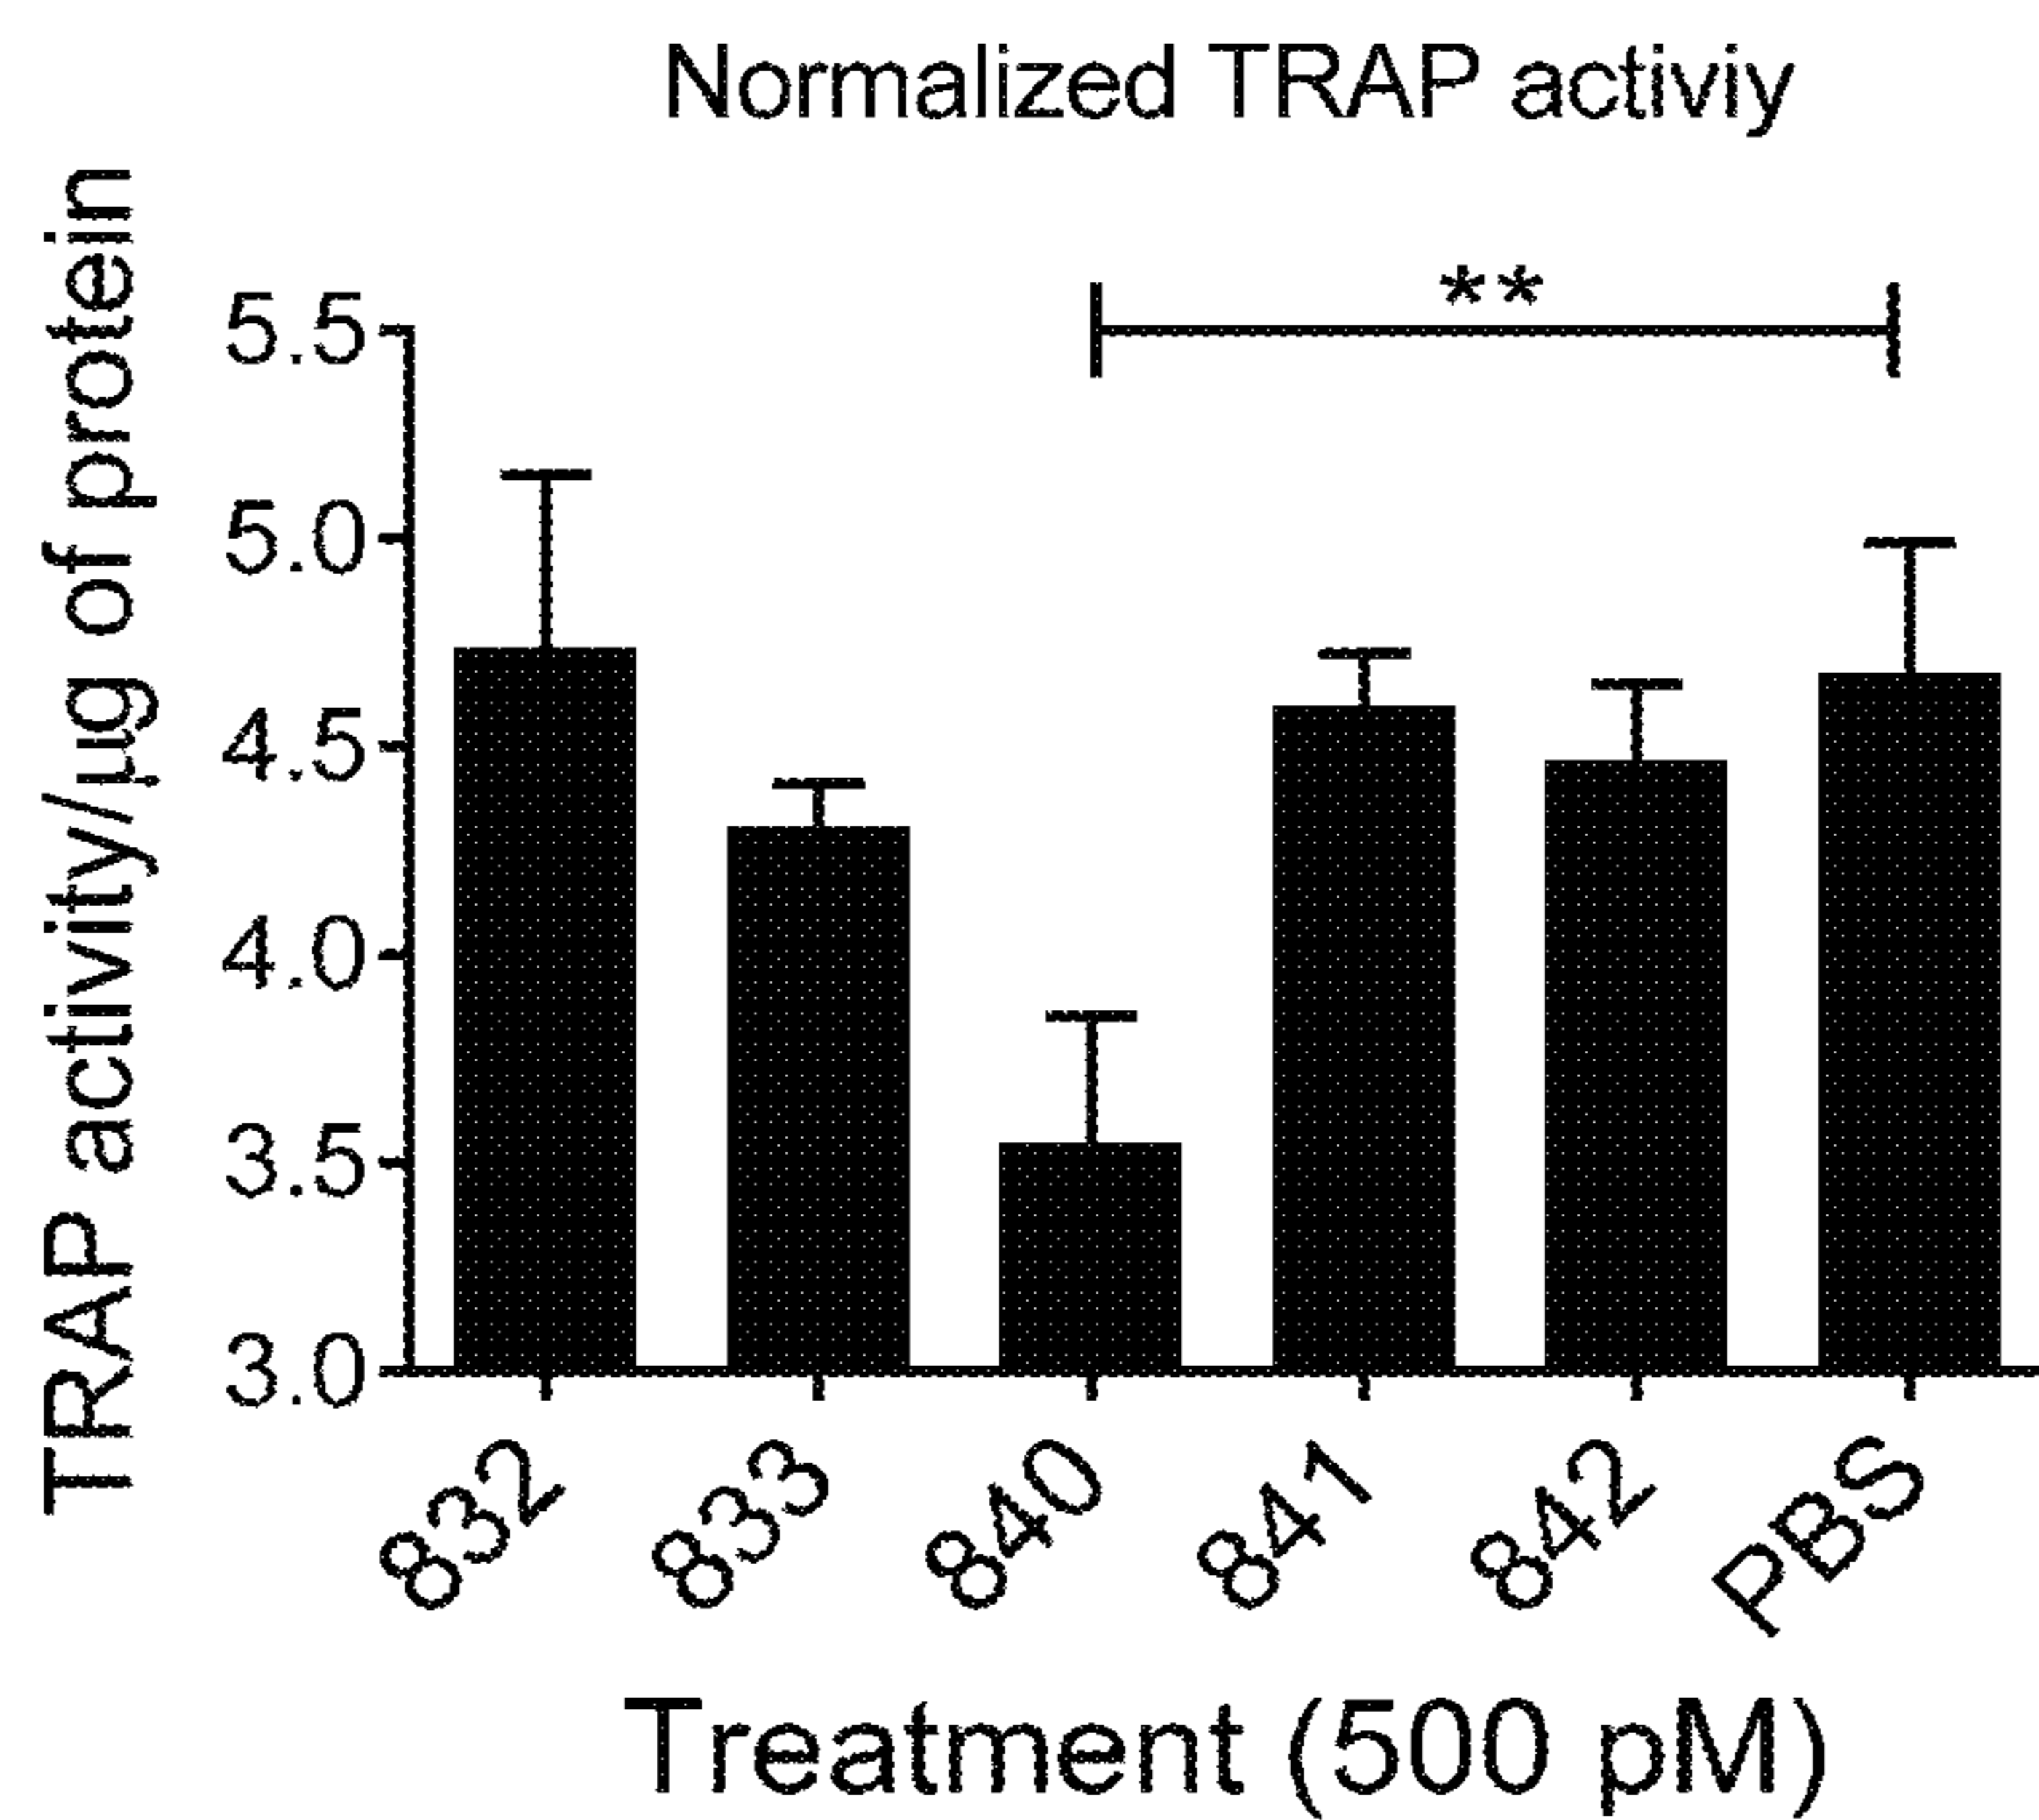 Normalized TRAP activiy
TRAP activity/µg of protein
**
5.5
5.0
4.5
4.0
3.5
3.0
832 833 840 841 842 PBS
Treatment (500 pM)